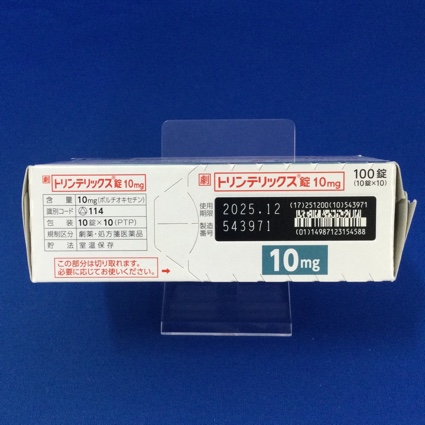 劇 トリンテリックス®錠10mg
含 量 10mg(ボルチオキセチン)
識別コード 114
包 装 10錠×10(PTP)
規制区分 劇薬・処方箋医薬品
貯 法 室温保存
この部分は切り取れます。
必要に応じてお使いください。→
劇 トリンテリックス®錠10mg
100錠
(10錠×10)
使用期限 2025.12
製造番号 543971
(17)251200(10)543971
(01)14987123154588
10mg